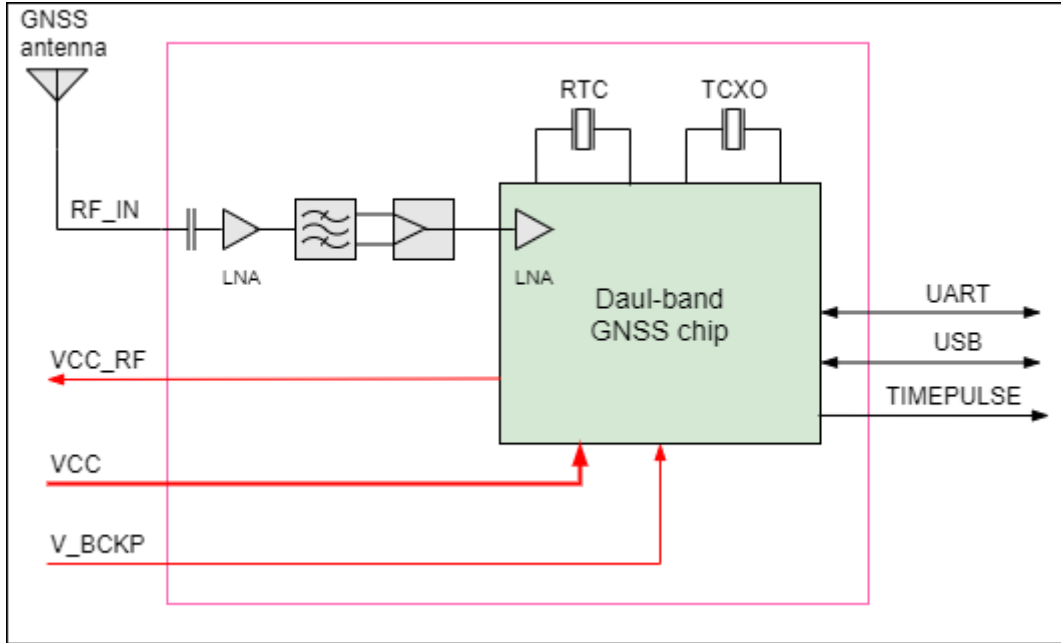 GNSS
antenna
RTC
TCXO
RF_IN
LNA
LNA
Daul-band
GNSS chip
UART
USB
VCC_RF
TIMEPULSE
VCC
V_BCKP